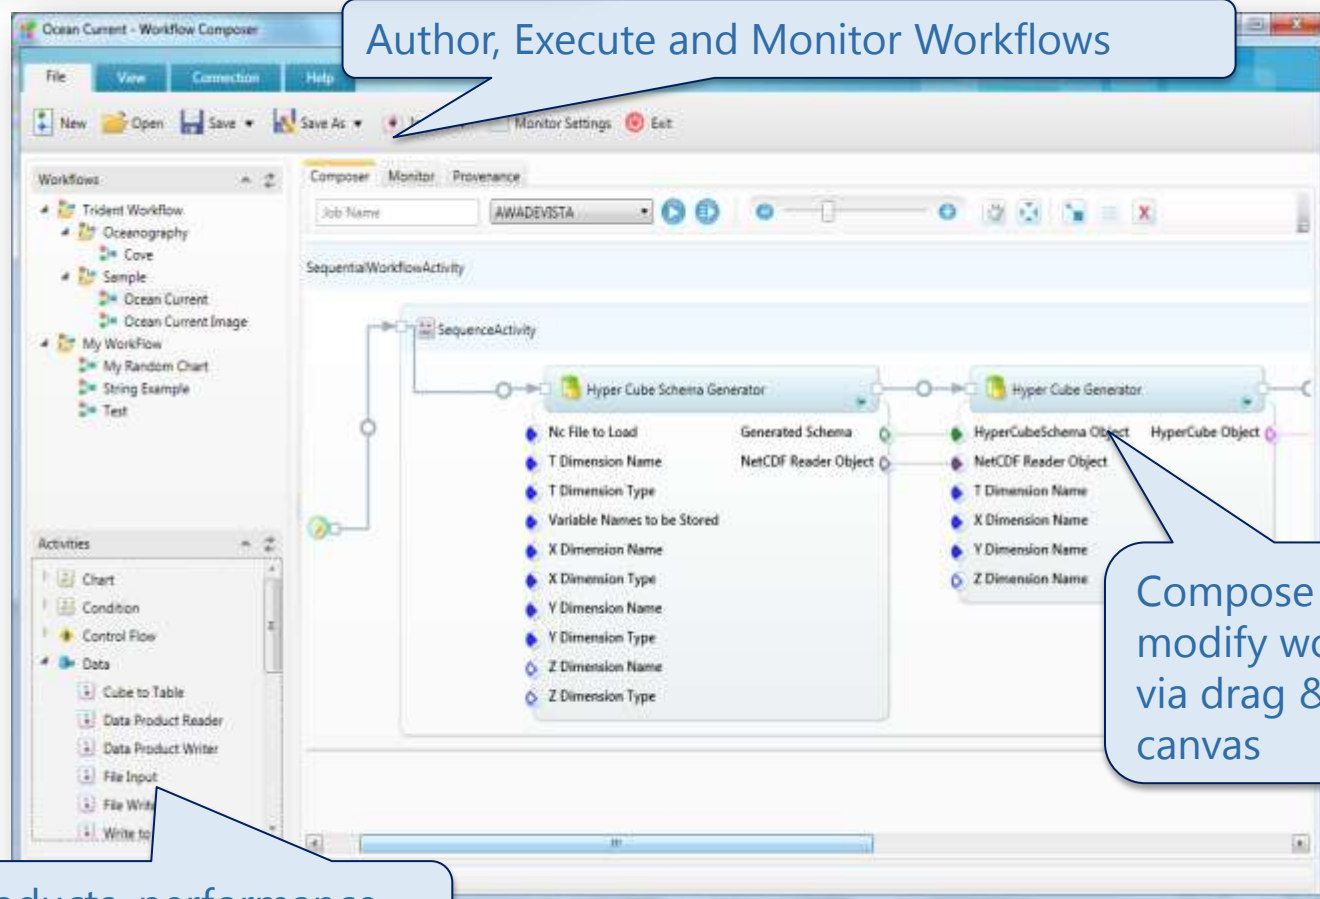 Ocean Current - Workflow Composer
Author, Execute and Monitor Workflows
File View Connection Help
New Open Save Save As Monitor Settings Exit
Workflows
Trident Workflow
Oceanography
Cove
Sample
Ocean Current
Ocean Current Image
My WorkFlow
My Random Chart
String Example
Test
Composer Monitor Provenance
Job Name AWADEVISTA
SequentialWorkflowActivity
SequenceActivity
Hyper Cube Schema Generator
Nc File to Load Generated Schema
T Dimension Name NetCDF Reader Object
T Dimension Type
Variable Names to be Stored
X Dimension Name
X Dimension Type
Y Dimension Name
Y Dimension Type
Z Dimension Name
Z Dimension Type
Hyper Cube Generator
HyperCubeSchema Object HyperCube Object
NetCDF Reader Object
T Dimension Name
X Dimension Name
Y Dimension Name
Z Dimension Name
Compose
modify
via drag &
canvas
Activities
Chart
Condition
Control Flow
Data
Cube to Table
Data Product Reader
Data Product Writer
File Input
File
Write to
performance